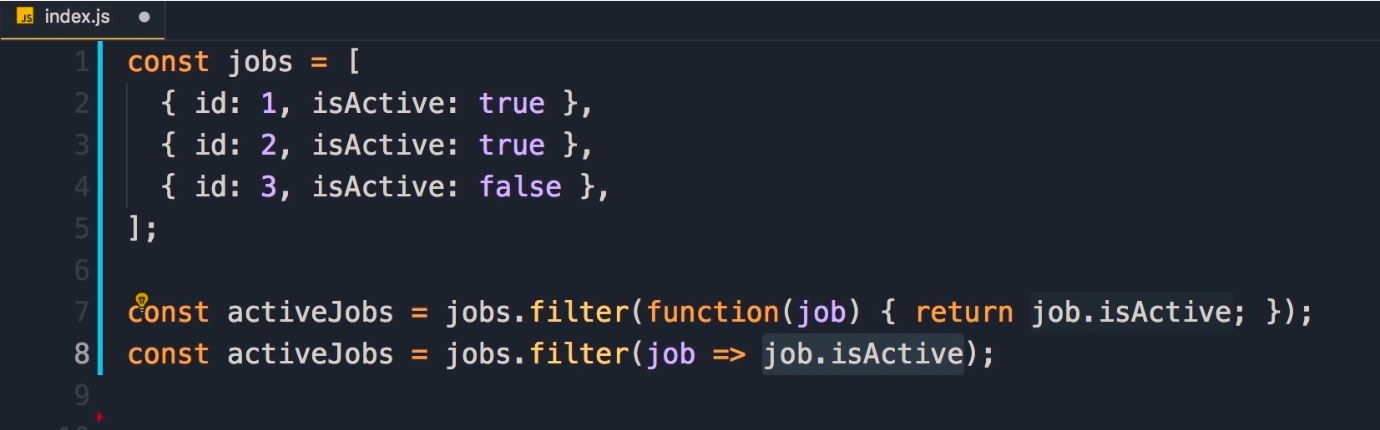 JS index.js
1 const jobs = [
2 { id: 1, isActive: true },
3 { id: 2, isActive: true },
4 { id: 3, isActive: false },
5 ];
6
7 const activeJobs = jobs.filter(function(job) { return job.isActive; });
8 const activeJobs = jobs.filter(job => job.isActive);
9